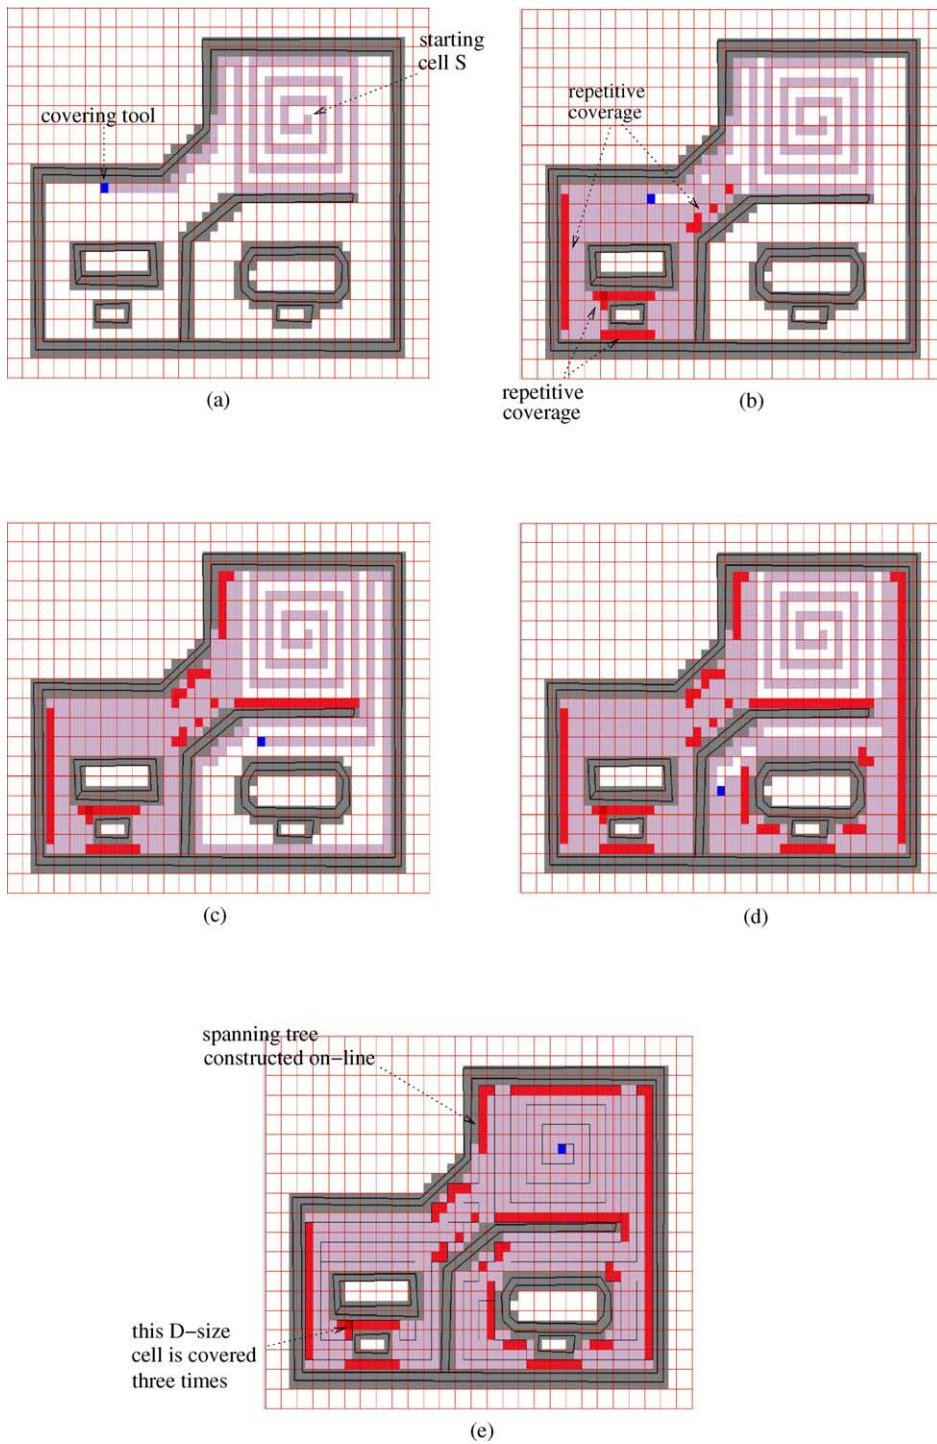 starting
cell S
covering tool
(a)
repetitive
coverage
repetitive
coverage
(b)
(c)
(d)
spanning tree
constructed on−line
this D−size
cell is covered
three times
(e)